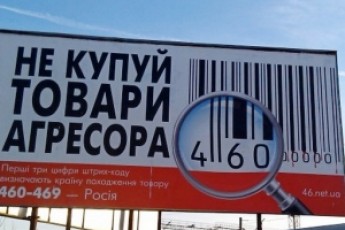 НЕ КУПУЙ
ТОВАРИ
АГРЕСОРА
460 00000
Перші три цифри штрих-коду
визначають країну походження товару
460-469 — Росія
46.net.ua